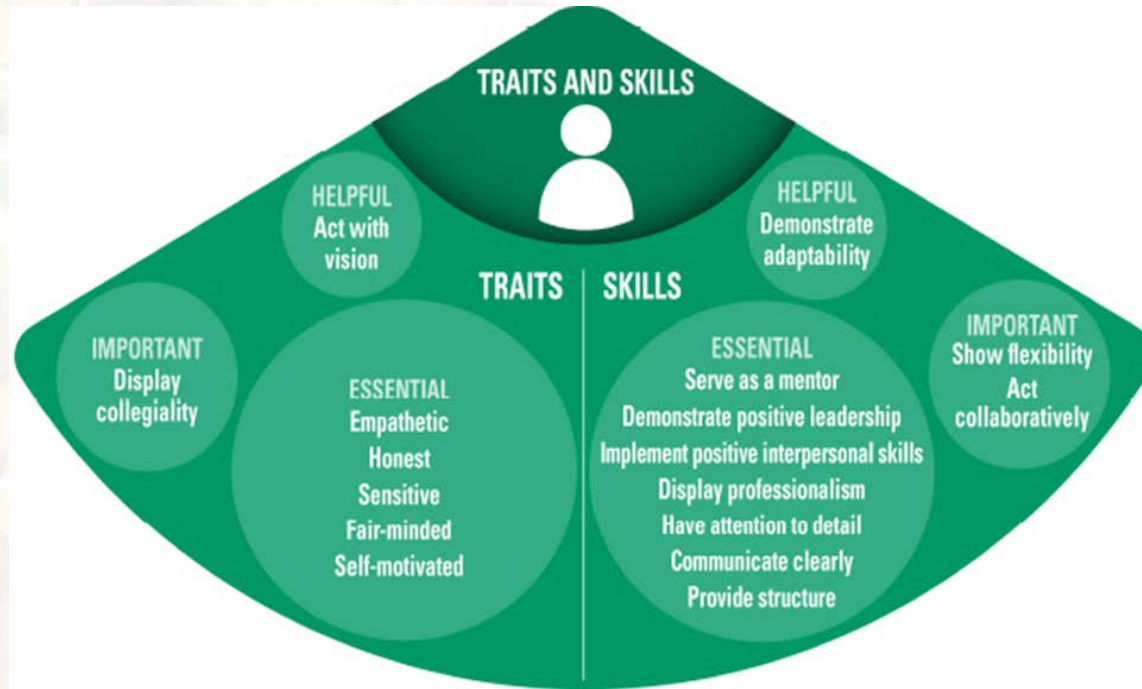 TRAITS AND SKILLS
HELPFUL
Act with
vision
HELPFUL
Demonstrate
adaptability
TRAITS
SKILLS
IMPORTANT
Display
collegiality
ESSENTIAL
Empathetic
Honest
Sensitive
Fair-minded
Self-motivated
ESSENTIAL
Serve as a mentor
Demonstrate positive leadership
Implement positive interpersonal skills
Display professionalism
Have attention to detail
Communicate clearly
Provide structure
IMPORTANT
Show flexibility
Act
collaboratively